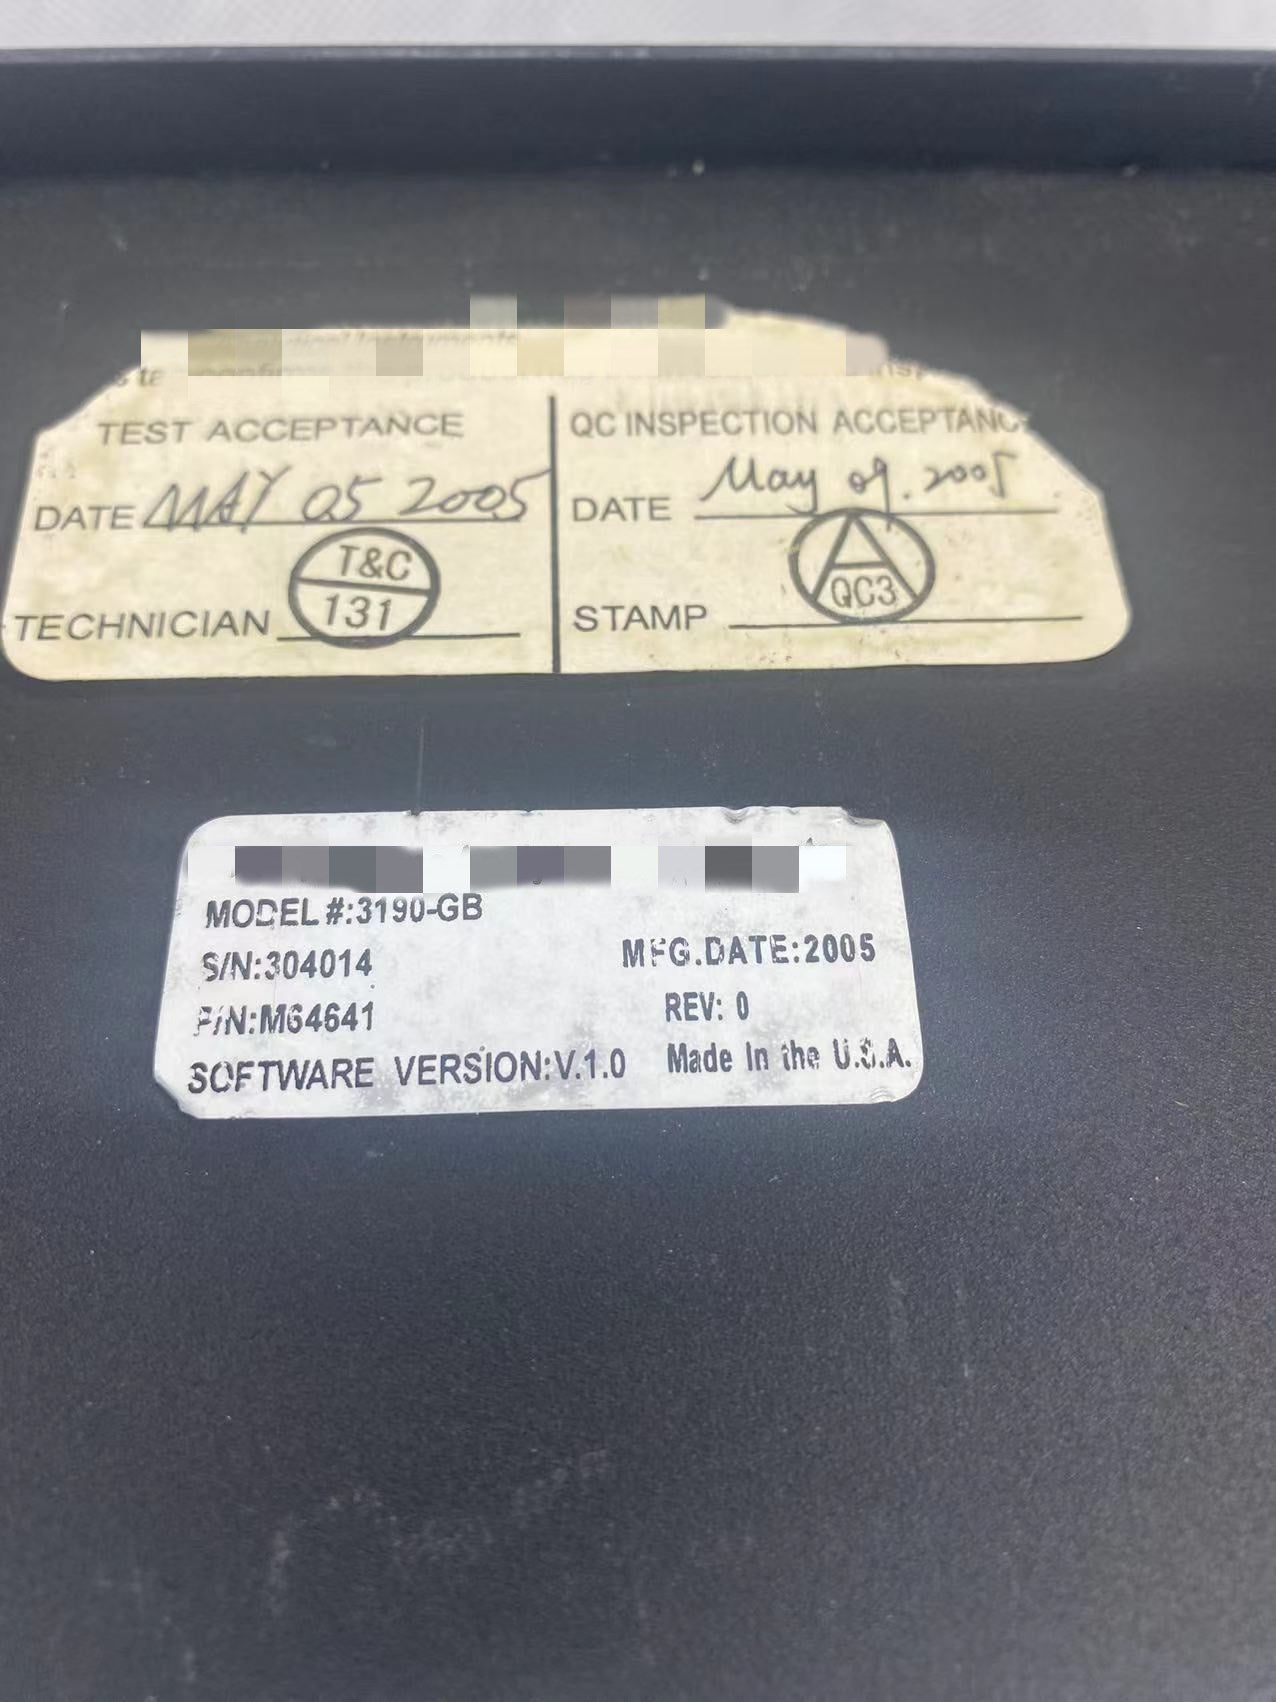 TEST ACCEPTANCE
DATE MAY 05 2005
T&C
131
TECHNICIAN
QC INSPECTION ACCEPTANC
DATE May 09.2005
A
QC3
STAMP
MODEL#:3190-GB
S/N:304014
MFG.DATE:2005
P/N:M64641
REV: 0
SOFTWARE VERSION:V.1.0
Made In the U.S.A.